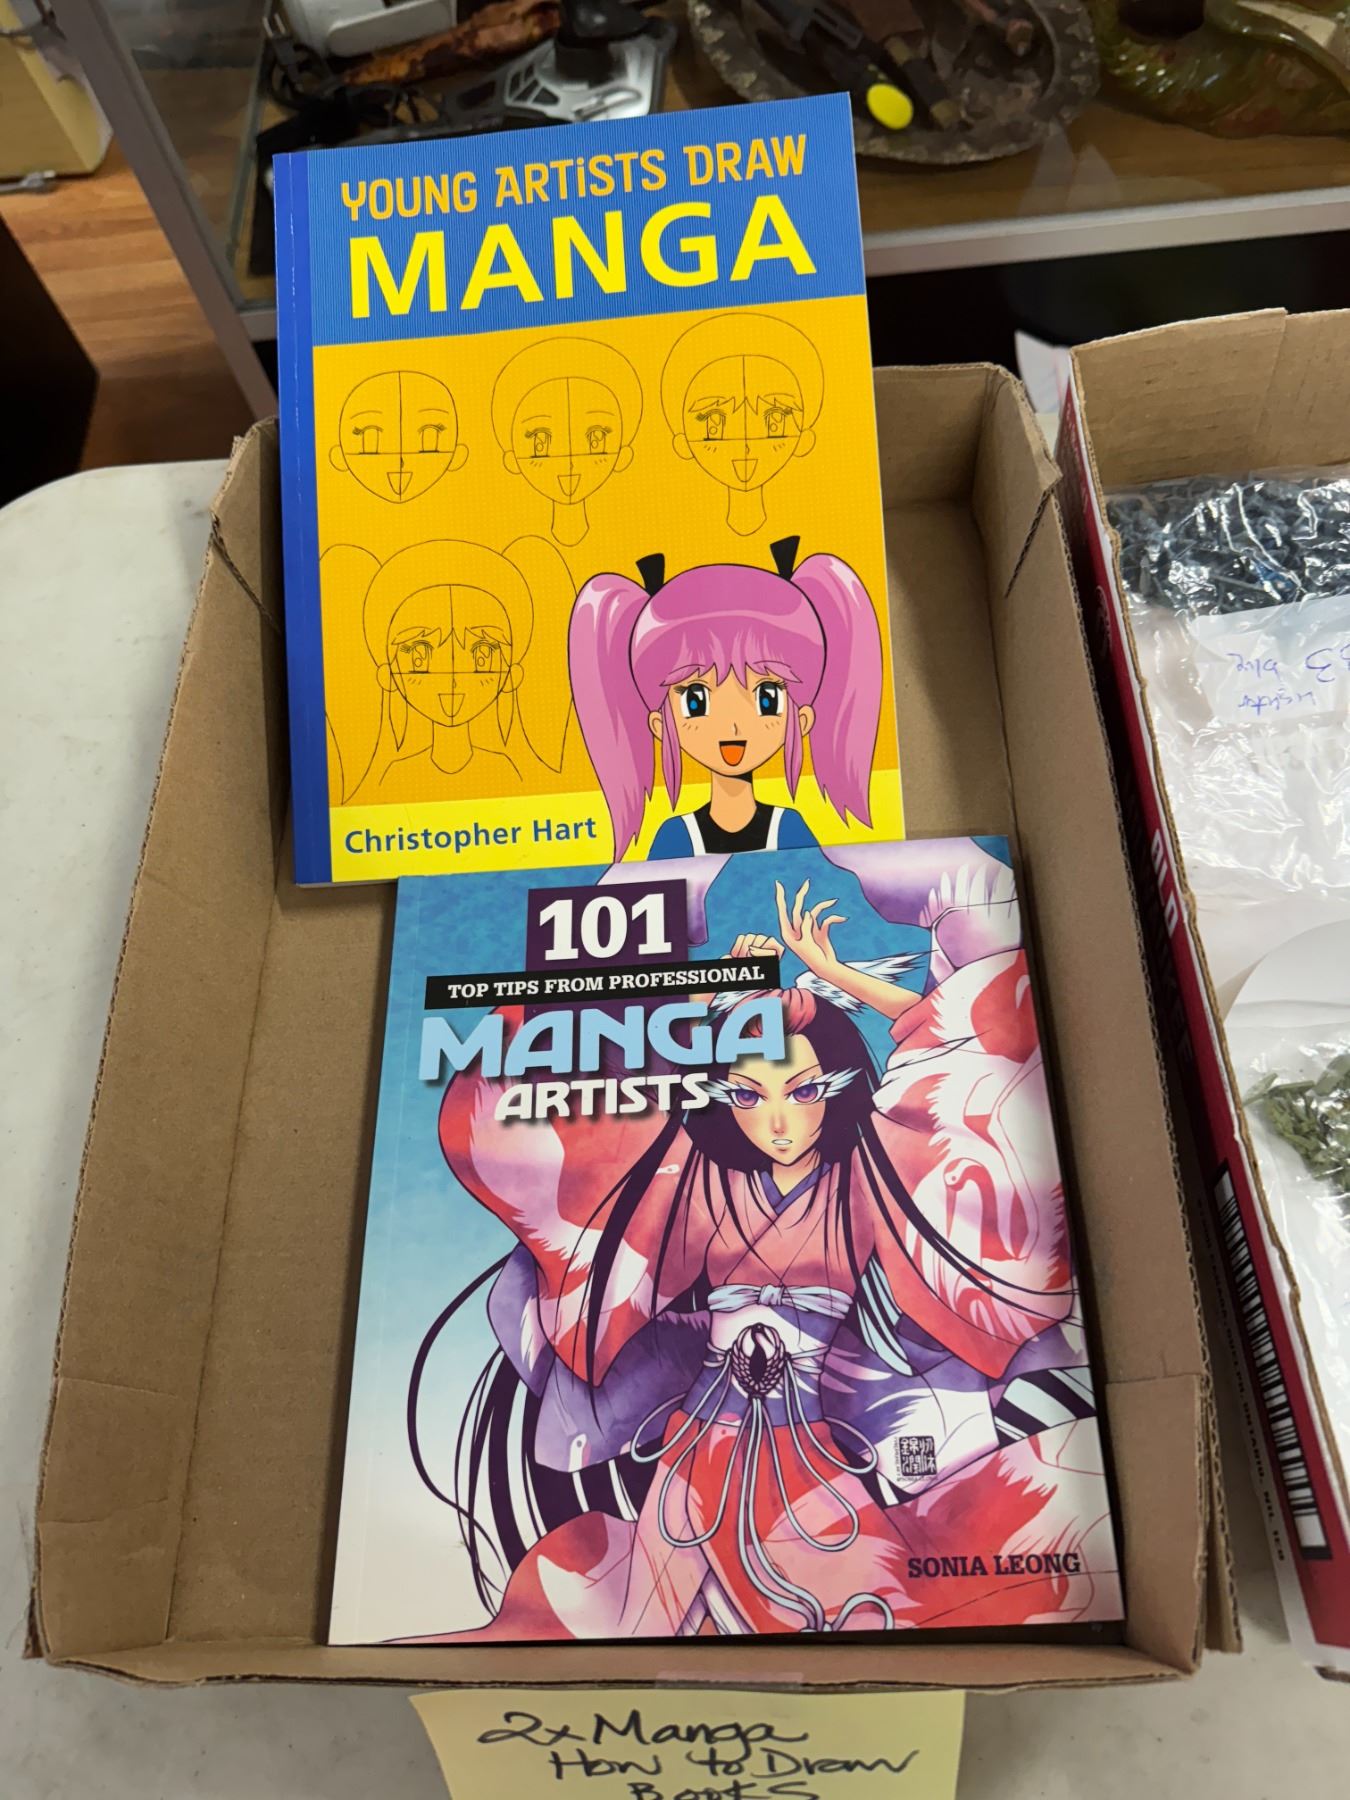 YOUNG ARTiSTS DRAW
MANGA
Christopher Hart
101
TOP TIPS FROM PROFESSIONAL
MANGA
ARTISTS
SONIA LEONG
2x Manga
How to Draw
Books